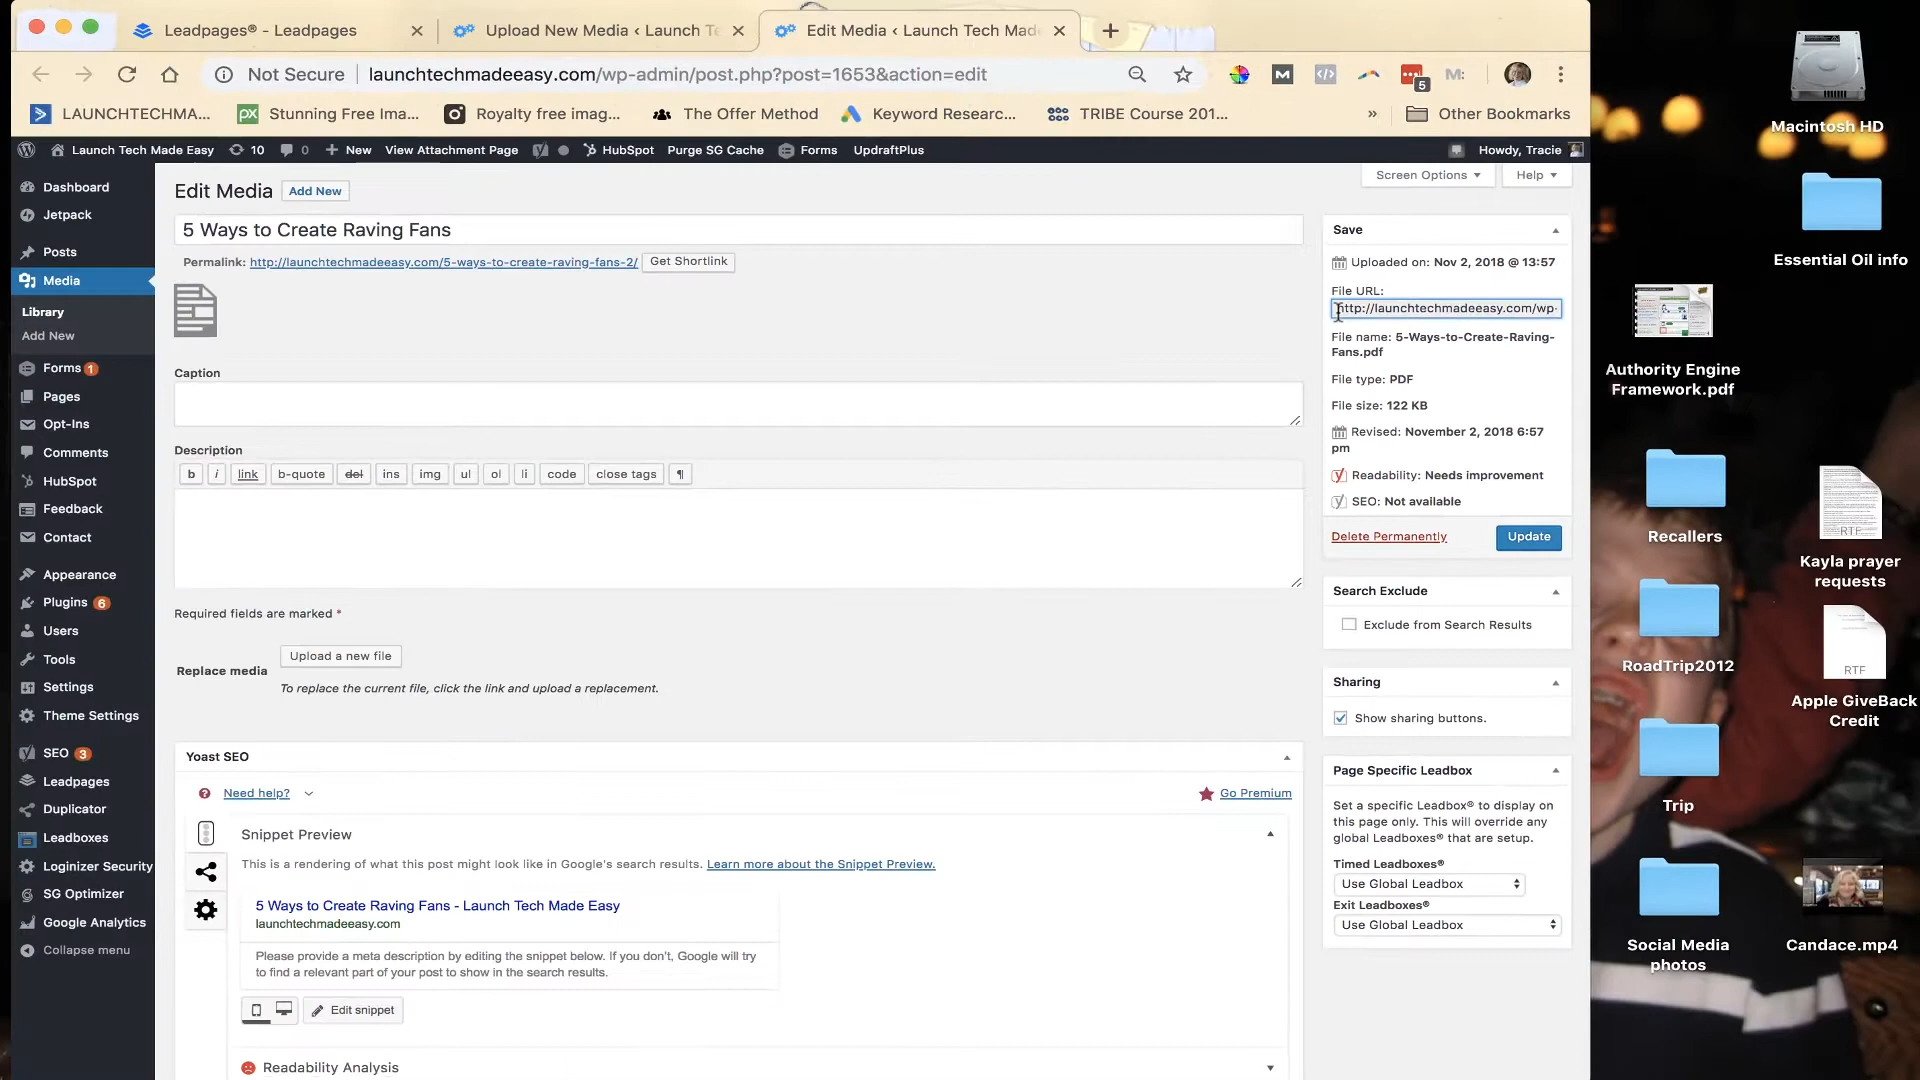 Leadpages® - Leadpages
Upload New Media ‹ Launch Te
Edit Media ‹ Launch Tech Made
Not Secure
launchtechmadeeasy.com/wp-admin/post.php?post=1653&action=edit
5
M:
LAUNCHTECHMA...
Stunning Free Ima...
Royalty free imag...
The Offer Method
Keyword Researc...
TRIBE Course 201...
»
Other Bookmarks
Launch Tech Made Easy
10
0
New
View Attachment Page
HubSpot
Purge SG Cache
Forms
UpdraftPlus
Howdy, Tracie
Dashboard
Jetpack
Posts
Media
Library
Add New
Forms 1
Pages
Opt-Ins
Comments
HubSpot
Feedback
Contact
Appearance
Plugins 6
Users
Tools
Settings
Theme Settings
SEO 3
Leadpages
Duplicator
Leadboxes
Loginizer Security
SG Optimizer
Google Analytics
Collapse menu
Edit Media
Add New
Screen Options
Help
5 Ways to Create Raving Fans
Permalink: http://launchtechmadeeasy.com/5-ways-to-create-raving-fans-2/
Get Shortlink
Caption
Description
b
i
link
b-quote
del
ins
img
ul
ol
li
code
close tags
¶
Required fields are marked *
Replace media
Upload a new file
To replace the current file, click the link and upload a replacement.
Yoast SEO
Need help?
Go Premium
Snippet Preview
This is a rendering of what this post might look like in Google's search results. Learn more about the Snippet Preview.
5 Ways to Create Raving Fans - Launch Tech Made Easy
launchtechmadeeasy.com
Please provide a meta description by editing the snippet below. If you don't, Google will try
to find a relevant part of your post to show in the search results.
Edit snippet
Readability Analysis
Save
Uploaded on: Nov 2, 2018 @ 13:57
File URL:
http://launchtechmadeeasy.com/wp-
File name: 5-Ways-to-Create-Raving-
Fans.pdf
File type: PDF
File size: 122 KB
Revised: November 2, 2018 6:57
pm
Readability: Needs improvement
SEO: Not available
Delete Permanently
Update
Search Exclude
Exclude from Search Results
Sharing
Show sharing buttons.
Page Specific Leadbox
Set a specific Leadbox® to display on
this page only. This will override any
global Leadboxes® that are setup.
Timed Leadboxes®
Use Global Leadbox
Exit Leadboxes®
Use Global Leadbox
Macintosh HD
Essential Oil info
Authority Engine
Framework.pdf
Recallers
RTF
Kayla prayer
requests
RoadTrip2012
RTF
Apple GiveBack
Credit
Trip
Social Media
photos
Candace.mp4